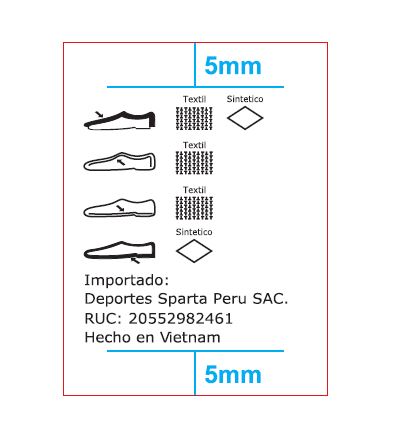 5mm
Textil Sintetico
Textil
Textil
Sintetico
Importado:
Deportes Sparta Peru SAC.
RUC: 20552982461
Hecho en Vietnam
5mm